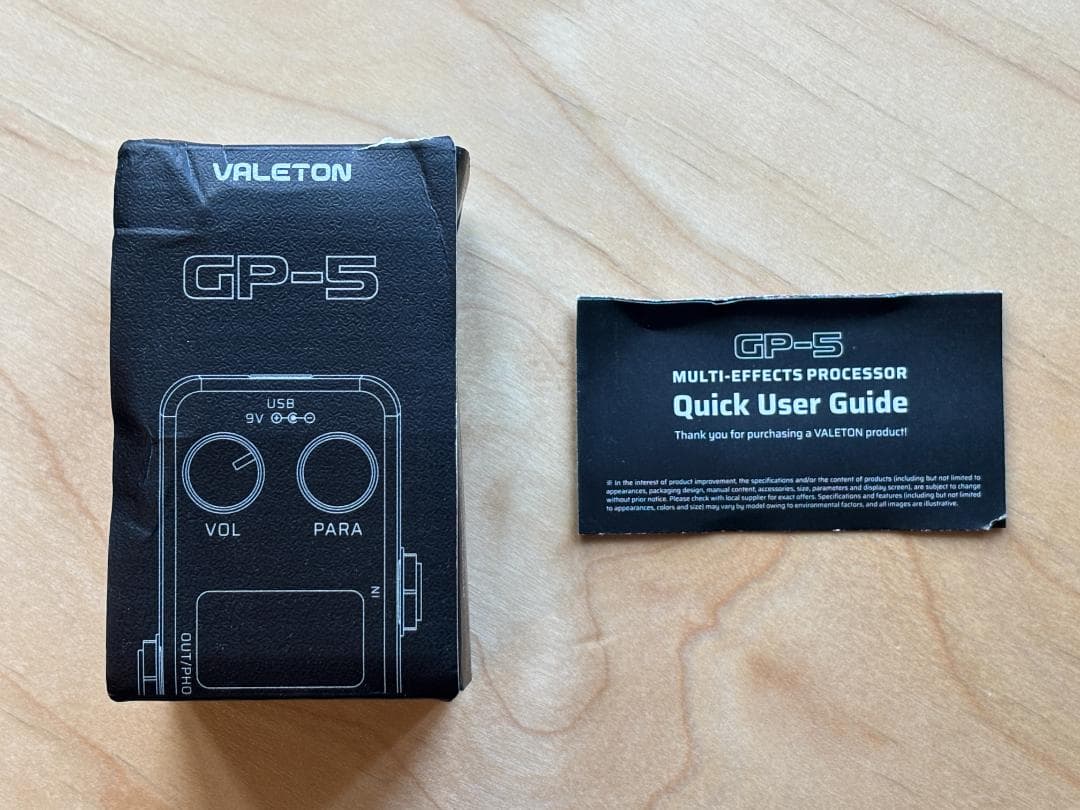 VALETON
GP-5
USB
9V
VOL
PARA
IN
OUT/PHO
GP-5
MULTI-EFFECTS PROCESSOR
Quick User Guide
Thank you for purchasing a VALETON product!
※ In the interest of product improvement, the specifications and/or the content of products (including but not limited to
appearances, packaging design, manual content, accessories, size, parameters and display screen), are subject to change
without prior notice. Please check with local supplier for exact offers. Specifications and features (including but not limited
to appearances, colors and size) may vary by model owing to environmental factors, and all images are illustrative.